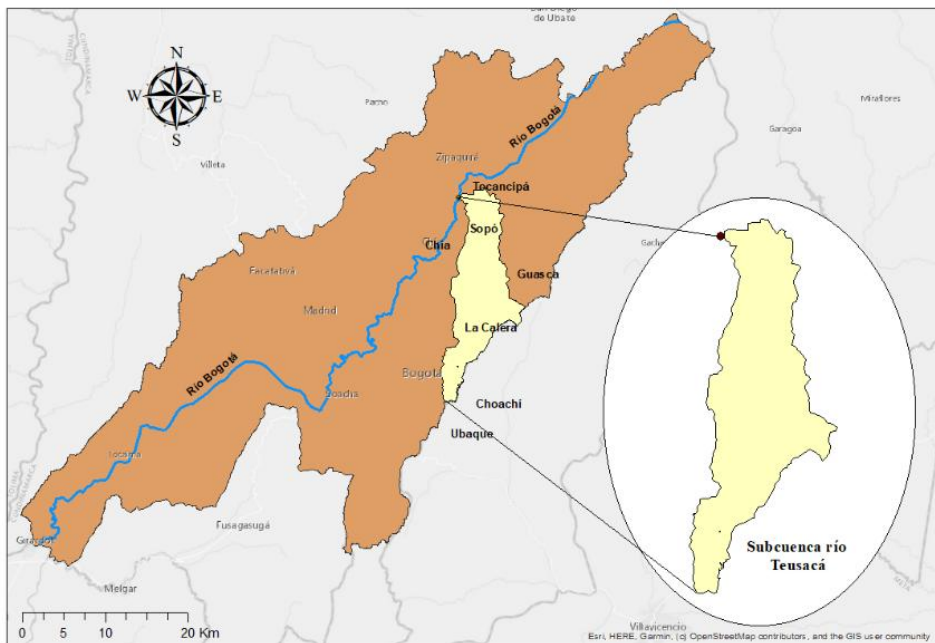 San Diego
de Ubate
N
W
E
S
Pacho
Miraflores
Garagoa
Villeta
Río Bogotá
Zipaquirá
Tocancipá
Sopó
Chía
Facatativá
Guasca
Madrid
La Calera
Río Bogotá
Bogotá
Soacha
Choachí
Ubaque
Tocaima
Fusagasugá
Girardot
Melgar
Subcuenca río
Teusacá
Villavicencio
0 5 10 20 Km
Esri, HERE, Garmin, (c) OpenStreetMap contributors, and the GIS user community